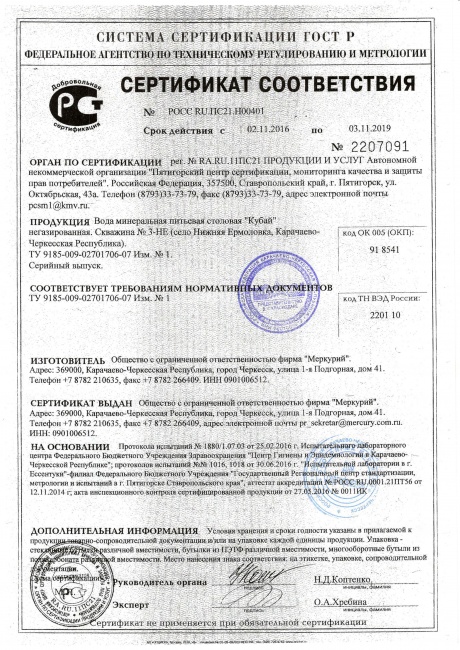 СИСТЕМА СЕРТИФИКАЦИИ ГОСТ Р
ФЕДЕРАЛЬНОЕ АГЕНТСТВО ПО ТЕХНИЧЕСКОМУ РЕГУЛИРОВАНИЮ И МЕТРОЛОГИИ
Добровольная
сертификация
СЕРТИФИКАТ СООТВЕТСТВИЯ
№ РОСС RU.ПС21.Н00401
Срок действия с 02.11.2016 по 03.11.2019
№ 2207091
ОРГАН ПО СЕРТИФИКАЦИИ рег. № RA.RU.11ПС21 ПРОДУКЦИИ И УСЛУГ Автономной
некоммерческой организации "Пятигорский центр сертификации, мониторинга качества и защиты
прав потребителей". Российская Федерация, 357500, Ставропольский край, г. Пятигорск, ул.
Октябрьская, 43а. Телефон (8793)33-73-79, факс (8793)33-73-79, адрес электронной почты
pcsm1@kmv.ru.
ПРОДУКЦИЯ Вода минеральная питьевая столовая "Кубай"
негазированная. Скважина № 3-НЕ (село Нижняя Ермоловка, Карачаево-
Черкесская Республика).
ТУ 9185-009-02701706-07 Изм. № 1.
Серийный выпуск.
код ОК 005 (ОКП):
91 8541
СООТВЕТСТВУЕТ ТРЕБОВАНИЯМ НОРМАТИВНЫХ ДОКУМЕНТОВ
ТУ 9185-009-02701706-07 Изм. № 1
код ТН ВЭД России:
2201 10
ИЗГОТОВИТЕЛЬ Общество с ограниченной ответственностью фирма "Меркурий".
Адрес: 369000, Карачаево-Черкесская Республика, город Черкесск, улица 1-я Подгорная, дом 41.
Телефон +7 8782 210635, факс +7 8782 266409. ИНН 0901006512.
СЕРТИФИКАТ ВЫДАН Общество с ограниченной ответственностью фирма "Меркурий".
Адрес: 369000, Карачаево-Черкесская Республика, город Черкесск, улица 1-я Подгорная, дом 41.
Телефон +7 8782 210635, факс +7 8782 266409, адрес электронной почты pr_sekretar@mercury.com.ru.
ИНН: 0901006512.
НА ОСНОВАНИИ Протокола испытаний № 1880/1.07.03 от 25.02.2016 г. Испытательного лабораторного
центра Федерального Бюджетного Учреждения Здравоохранения "Центр Гигиены и Эпидемиологии в Карачаево-
Черкесской Республике"; протоколов испытаний №№ 1016, 1018 от 30.06.2016 г. "Испытательной лаборатории в г.
Ессентуки" филиал Федерального Бюджетного Учреждения "Государственный Региональный центр стандартизации,
метрологии и испытаний в г. Пятигорске Ставропольского края", аттестат аккредитации № РОСС RU.0001.21ПТ56 от
12.11.2014 г; акта инспекционного контроля сертифицированной продукции от 27.03.2016 № 0011ИК
ДОПОЛНИТЕЛЬНАЯ ИНФОРМАЦИЯ Условия хранения и сроки годности указаны в прилагаемой к
продукции товарно-сопроводительной документации и/или на упаковке каждой единицы продукции. Упаковка -
стеклянные бутылки различной вместимости, бутылки из ПЭТФ различной вместимости, многооборотные бутыли из
поликарбоната различной вместимости. Место нанесения знака соответствия: на этикетке, упаковке, сопроводительной
документации.
Схема сертификации
Руководитель органа
подпись
Н.Д.Коптенко
инициалы, фамилия
Эксперт
подпись
О.А.Хребина
инициалы, фамилия
Сертификат не применяется при обязательной сертификации